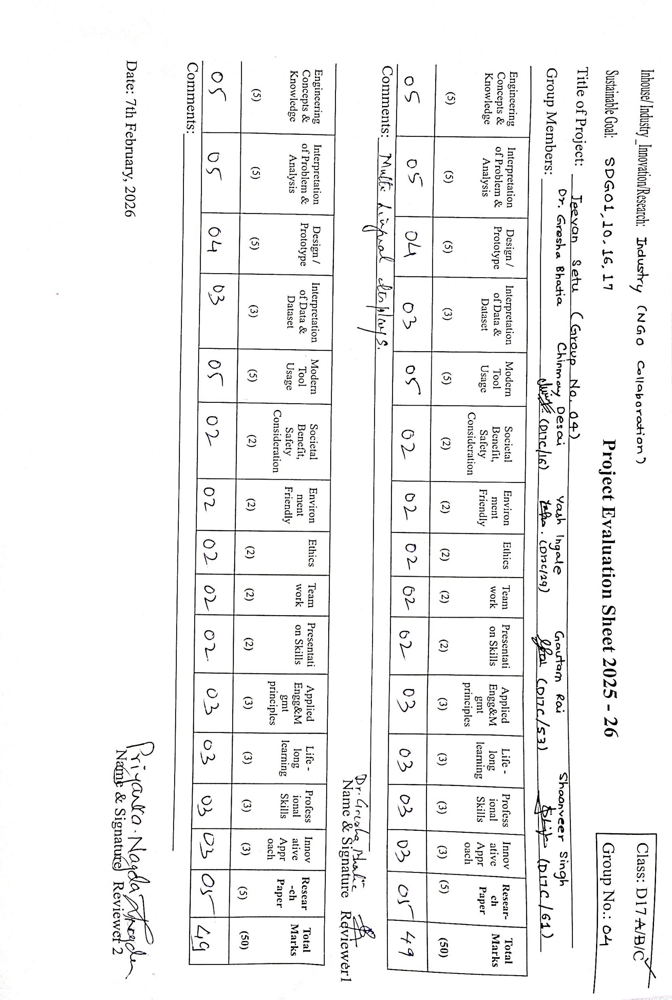 Inhouse/ Industry_Innovation/Research: Industry (NGO Collaboration)
Class: D17 A/B/C
Project Evaluation Sheet 2025 - 26
Sustainable Goal: SDG01, 10, 16, 17
Group No.: 04
Title of Project: Jeevan Setu (Group No. 04)
Dr. Gresha Bhatia Chinmay Desai Yash Ingale Gautam Rai Shaanveer Singh
Group Members: (D17C/16) (D17C/29) (D17C/53) (D17C/61)
Engineering Concepts & Knowledge Interpretation of Problem & Analysis Design / Prototype Interpretation of Data & Dataset Modern Tool Usage Societal Benefit, Safety Consideration Environ ment Friendly Ethics Team work Presentati on Skills Applied Engg&M gmt principles Life - long learning Profess ional Skills Innov ative Appr oach Resear- ch Paper Total Marks
(5) (5) (5) (3) (5) (2) (2) (2) (2) (2) (3) (3) (3) (3) (5) (50)
05 05 04 03 05 02 02 02 02 02 03 03 03 03 05 49
Comments: Multi Lingual displays.
Dr. Gresha Bhatia
Name & Signature Reviewer1
Engineering Concepts & Knowledge Interpretation of Problem & Analysis Design / Prototype Interpretation of Data & Dataset Modern Tool Usage Societal Benefit, Safety Consideration Environ ment Friendly Ethics Team work Presentati on Skills Applied Engg&M gmt principles Life - long learning Profess ional Skills Innov ative Appr oach Resear -ch Paper Total Marks
(5) (5) (5) (3) (5) (2) (2) (2) (2) (2) (3) (3) (3) (3) (5) (50)
05 05 04 03 05 02 02 02 02 02 03 03 03 03 05 49
Comments:
Priyanka. Nagda
Date: 7th February, 2026
Name & Signature Reviewer 2